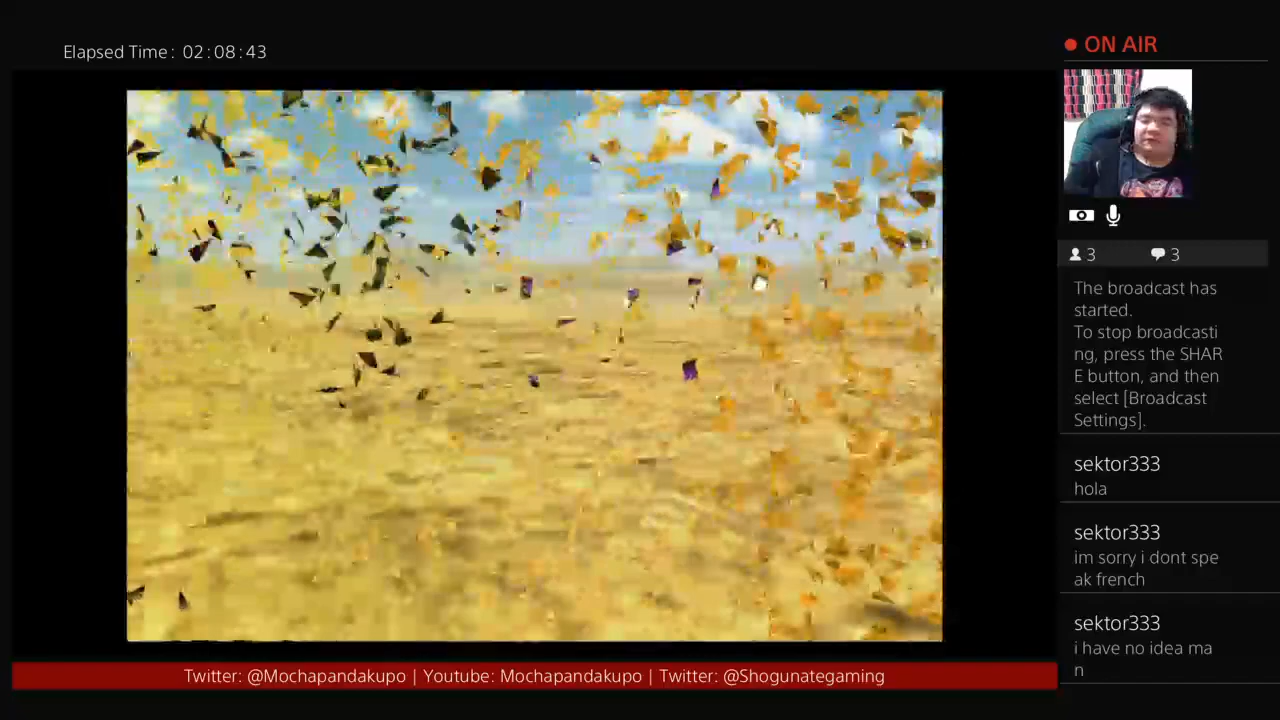 Elapsed Time: 02:08:43
ON AIR
3 3
The broadcast has
started.
To stop broadcasti
ng, press the SHAR
E button, and then
select [Broadcast
Settings].
sektor333
hola
sektor333
im sorry i dont spe
ak french
sektor333
i have no idea ma
n
Twitter: @Mochapandakupo | Youtube: Mochapandakupo | Twitter: @Shogunategaming